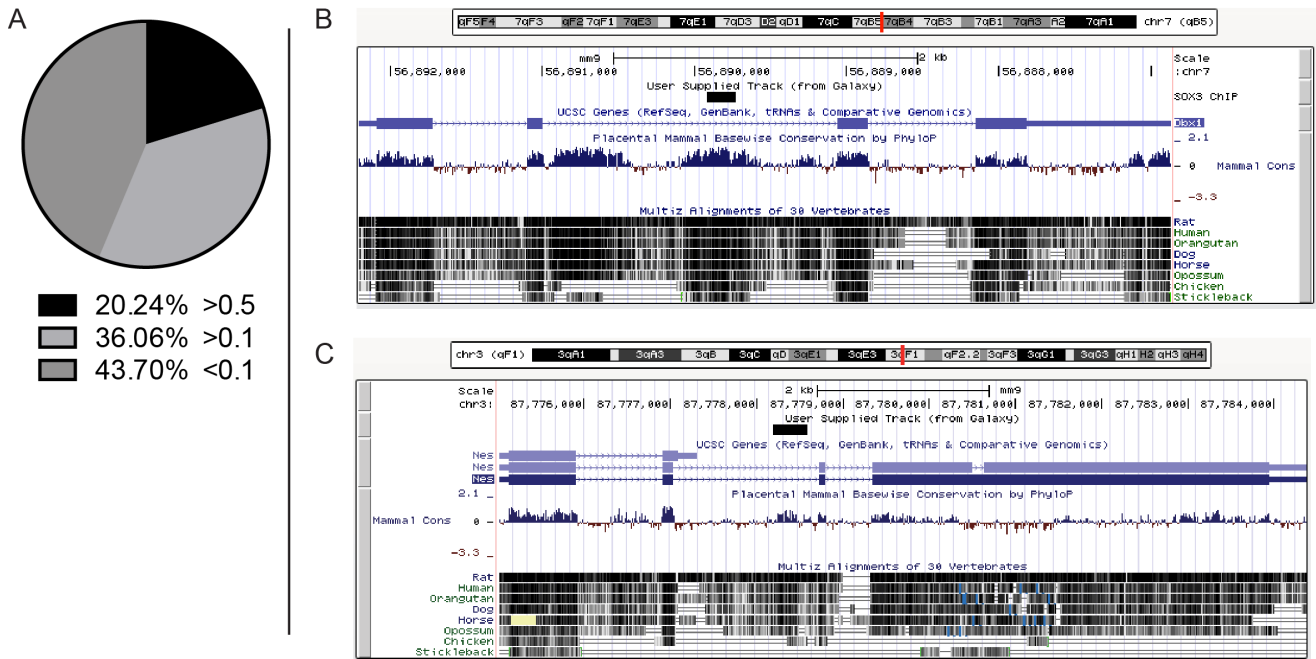 A
20.24% >0.5
36.06% >0.1
43.70% <0.1
B
qF5 F4 7qF3 qF2 7qF1 7qE3 7qE1 7qD3 D2 qD1 7qC 7qB5 7qB4 7qB3 7qB1 7qA3 A2 7qA1 chr7 (qB5)
mm9 2 kb Scale
56,892,000| 56,891,000| 56,890,000| 56,889,000| 56,888,000| :chr7
User Supplied Track (from Galaxy)
SOX3 ChIP
UCSC Genes (RefSeq, GenBank, tRNAs & Comparative Genomics)
Dbx1
Placental Mammal Basewise Conservation by PhyloP
2.1
0 Mammal Cons
-3.3
Multiz Alignments of 30 Vertebrates
Rat
Human
Orangutan
Dog
Horse
Opossum
Chicken
Stickleback
C
chr3 (qF1) 3qA1 3qA3 3qB 3qC qD 3qE1 3qE3 3qF1 qF2.2 3qF3 3qG1 3qG3 qH1 H2 qH3 qH4
Scale 2 kb mm9
chr3: 87,776,000| 87,777,000| 87,778,000| 87,779,000| 87,780,000| 87,781,000| 87,782,000| 87,783,000| 87,784,000|
User Supplied Track (from Galaxy)
UCSC Genes (RefSeq, GenBank, tRNAs & Comparative Genomics)
Nes
Nes
Nes
Placental Mammal Basewise Conservation by PhyloP
2.1
Mammal Cons 0
-3.3
Multiz Alignments of 30 Vertebrates
Rat
Human
Orangutan
Dog
Horse
Opossum
Chicken
Stickleback